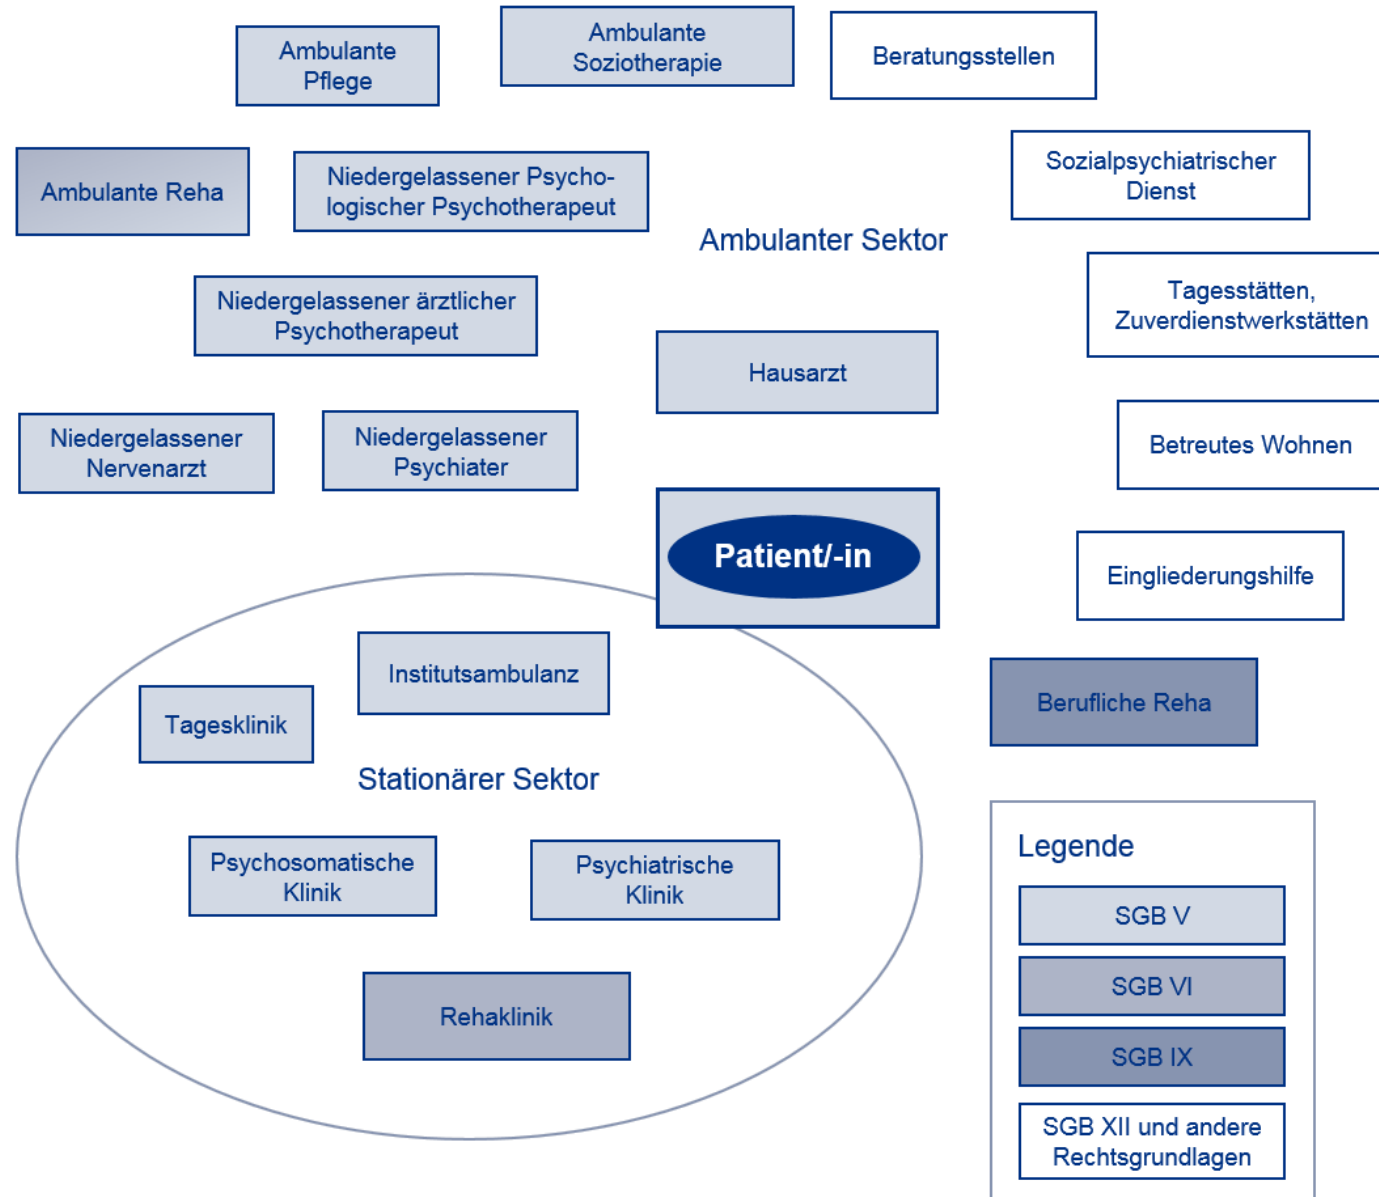 Ambulante
Pflege
Ambulante
Soziotherapie
Beratungsstellen
Ambulante Reha
Niedergelassener Psycho-
logischer Psychotherapeut
Sozialpsychiatrischer
Dienst
Ambulanter Sektor
Niedergelassener ärztlicher
Psychotherapeut
Tagesstätten,
Zuverdienstwerkstätten
Hausarzt
Niedergelassener
Nervenarzt
Niedergelassener
Psychiater
Betreutes Wohnen
Patient/-in
Eingliederungshilfe
Institutsambulanz
Tagesklinik
Berufliche Reha
Stationärer Sektor
Psychosomatische
Klinik
Psychiatrische
Klinik
Rehaklinik
Legende
SGB V
SGB VI
SGB IX
SGB XII und andere
Rechtsgrundlagen